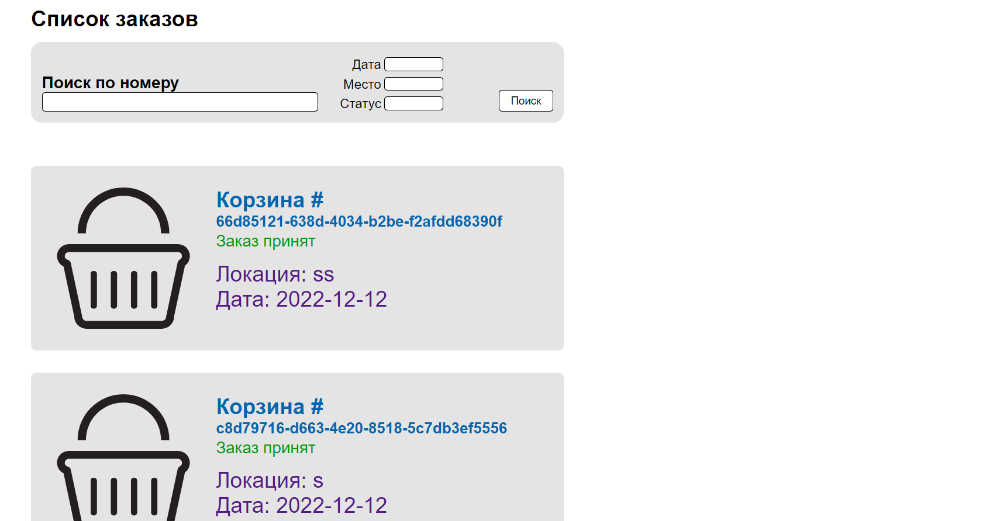 Список заказов
Поиск по номеру
Дата
Место
Статус
Поиск
Корзина #
66d85121-638d-4034-b2be-f2afdd68390f
Заказ принят
Локация: ss
Дата: 2022-12-12
Корзина #
c8d79716-d663-4e20-8518-5c7db3ef5556
Заказ принят
Локация: s
Дата: 2022-12-12